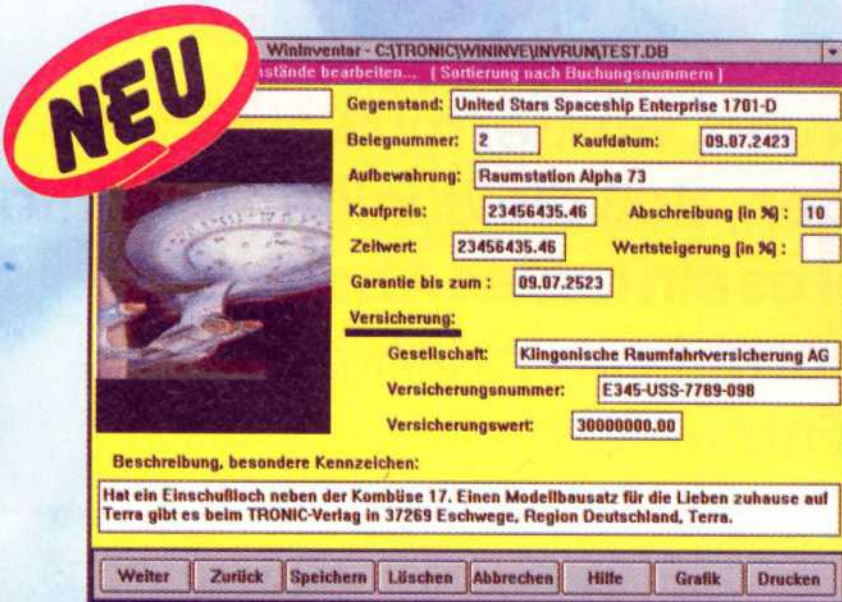 NEU
WinInventar - C:\TRONIC\WININVE\INVRUN\TEST.DB
stände bearbeiten... ( Sortierung nach Buchungsnummern )
Gegenstand: United Stars Spaceship Enterprise 1701-D
Belegnummer: 2 Kaufdatum: 09.07.2423
Aufbewahrung: Raumstation Alpha 73
Kaufpreis: 23456435.46 Abschreibung (in %) : 10
Zeitwert: 23456435.46 Wertsteigerung (in %) :
Garantie bis zum : 09.07.2523
Versicherung:
Gesellschaft: Klingonische Raumfahrtversicherung AG
Versicherungsnummer: E345-USS-7789-098
Versicherungswert: 30000000.00
Beschreibung, besondere Kennzeichen:
Hat ein Einschußloch neben der Kombüse 17. Einen Modellbausatz für die Lieben zuhause auf
Terra gibt es beim TRONIC-Verlag in 37269 Eschwege, Region Deutschland, Terra.
Weiter Zurück Speichern Löschen Abbrechen Hilfe Grafik Drucken